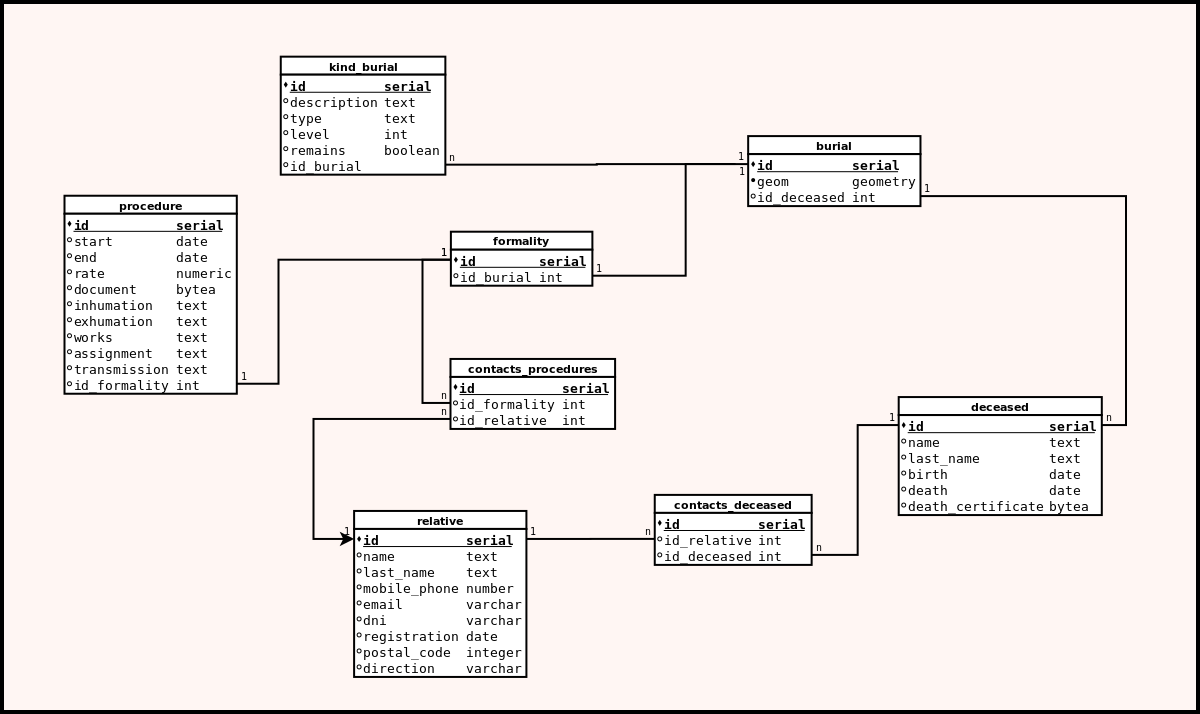 kind_burial
id serial
description text
type text
level int
remains boolean
id_burial
n
1
1
burial
id serial
geom geometry
id_deceased int
1
procedure
id serial
start date
end date
rate numeric
document bytea
inhumation text
exhumation text
works text
assignment text
transmission text
id_formality int
1
1
formality
id serial
id_burial int
1
contacts_procedures
id serial
id_formality int
id_relative int
n
n
1
deceased
id serial
name text
last_name text
birth date
death date
death_certificate bytea
n
1
relative
id serial
name text
last_name text
mobile_phone number
email varchar
dni varchar
registration date
postal_code integer
direction varchar
1
n
contacts_deceased
id serial
id_relative int
id_deceased int
n